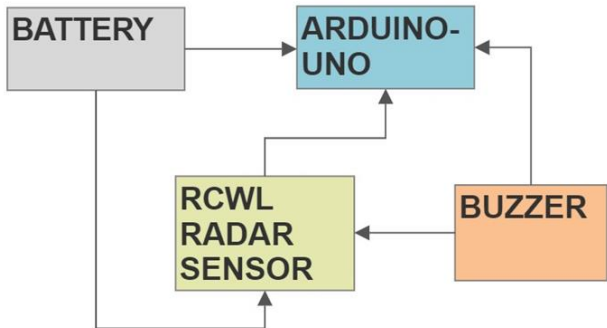 BATTERY
ARDUINO-
UNO
RCWL
RADAR
SENSOR
BUZZER